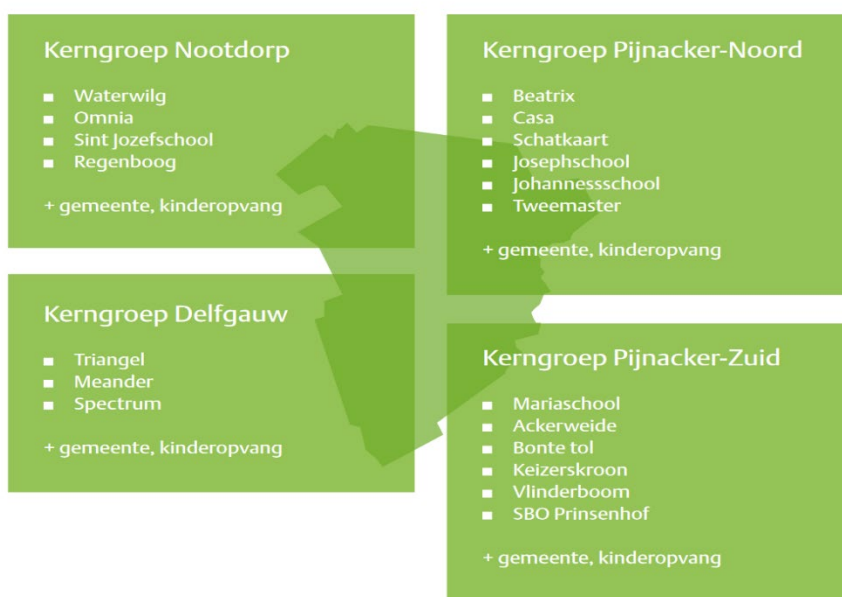 Kerngroep Nootdorp
Waterwilg
Omnia
Sint Jozefschool
Regenboog
+ gemeente, kinderopvang
Kerngroep Pijnacker-Noord
Beatrix
Casa
Schatkaart
Josephschool
Johannessschool
Tweemaster
+ gemeente, kinderopvang
Kerngroep Delfgauw
Triangel
Meander
Spectrum
+ gemeente, kinderopvang
Kerngroep Pijnacker-Zuid
Mariaschool
Ackerweide
Bonte tol
Keizerskroon
Vlinderboom
SBO Prinsenhof
+ gemeente, kinderopvang